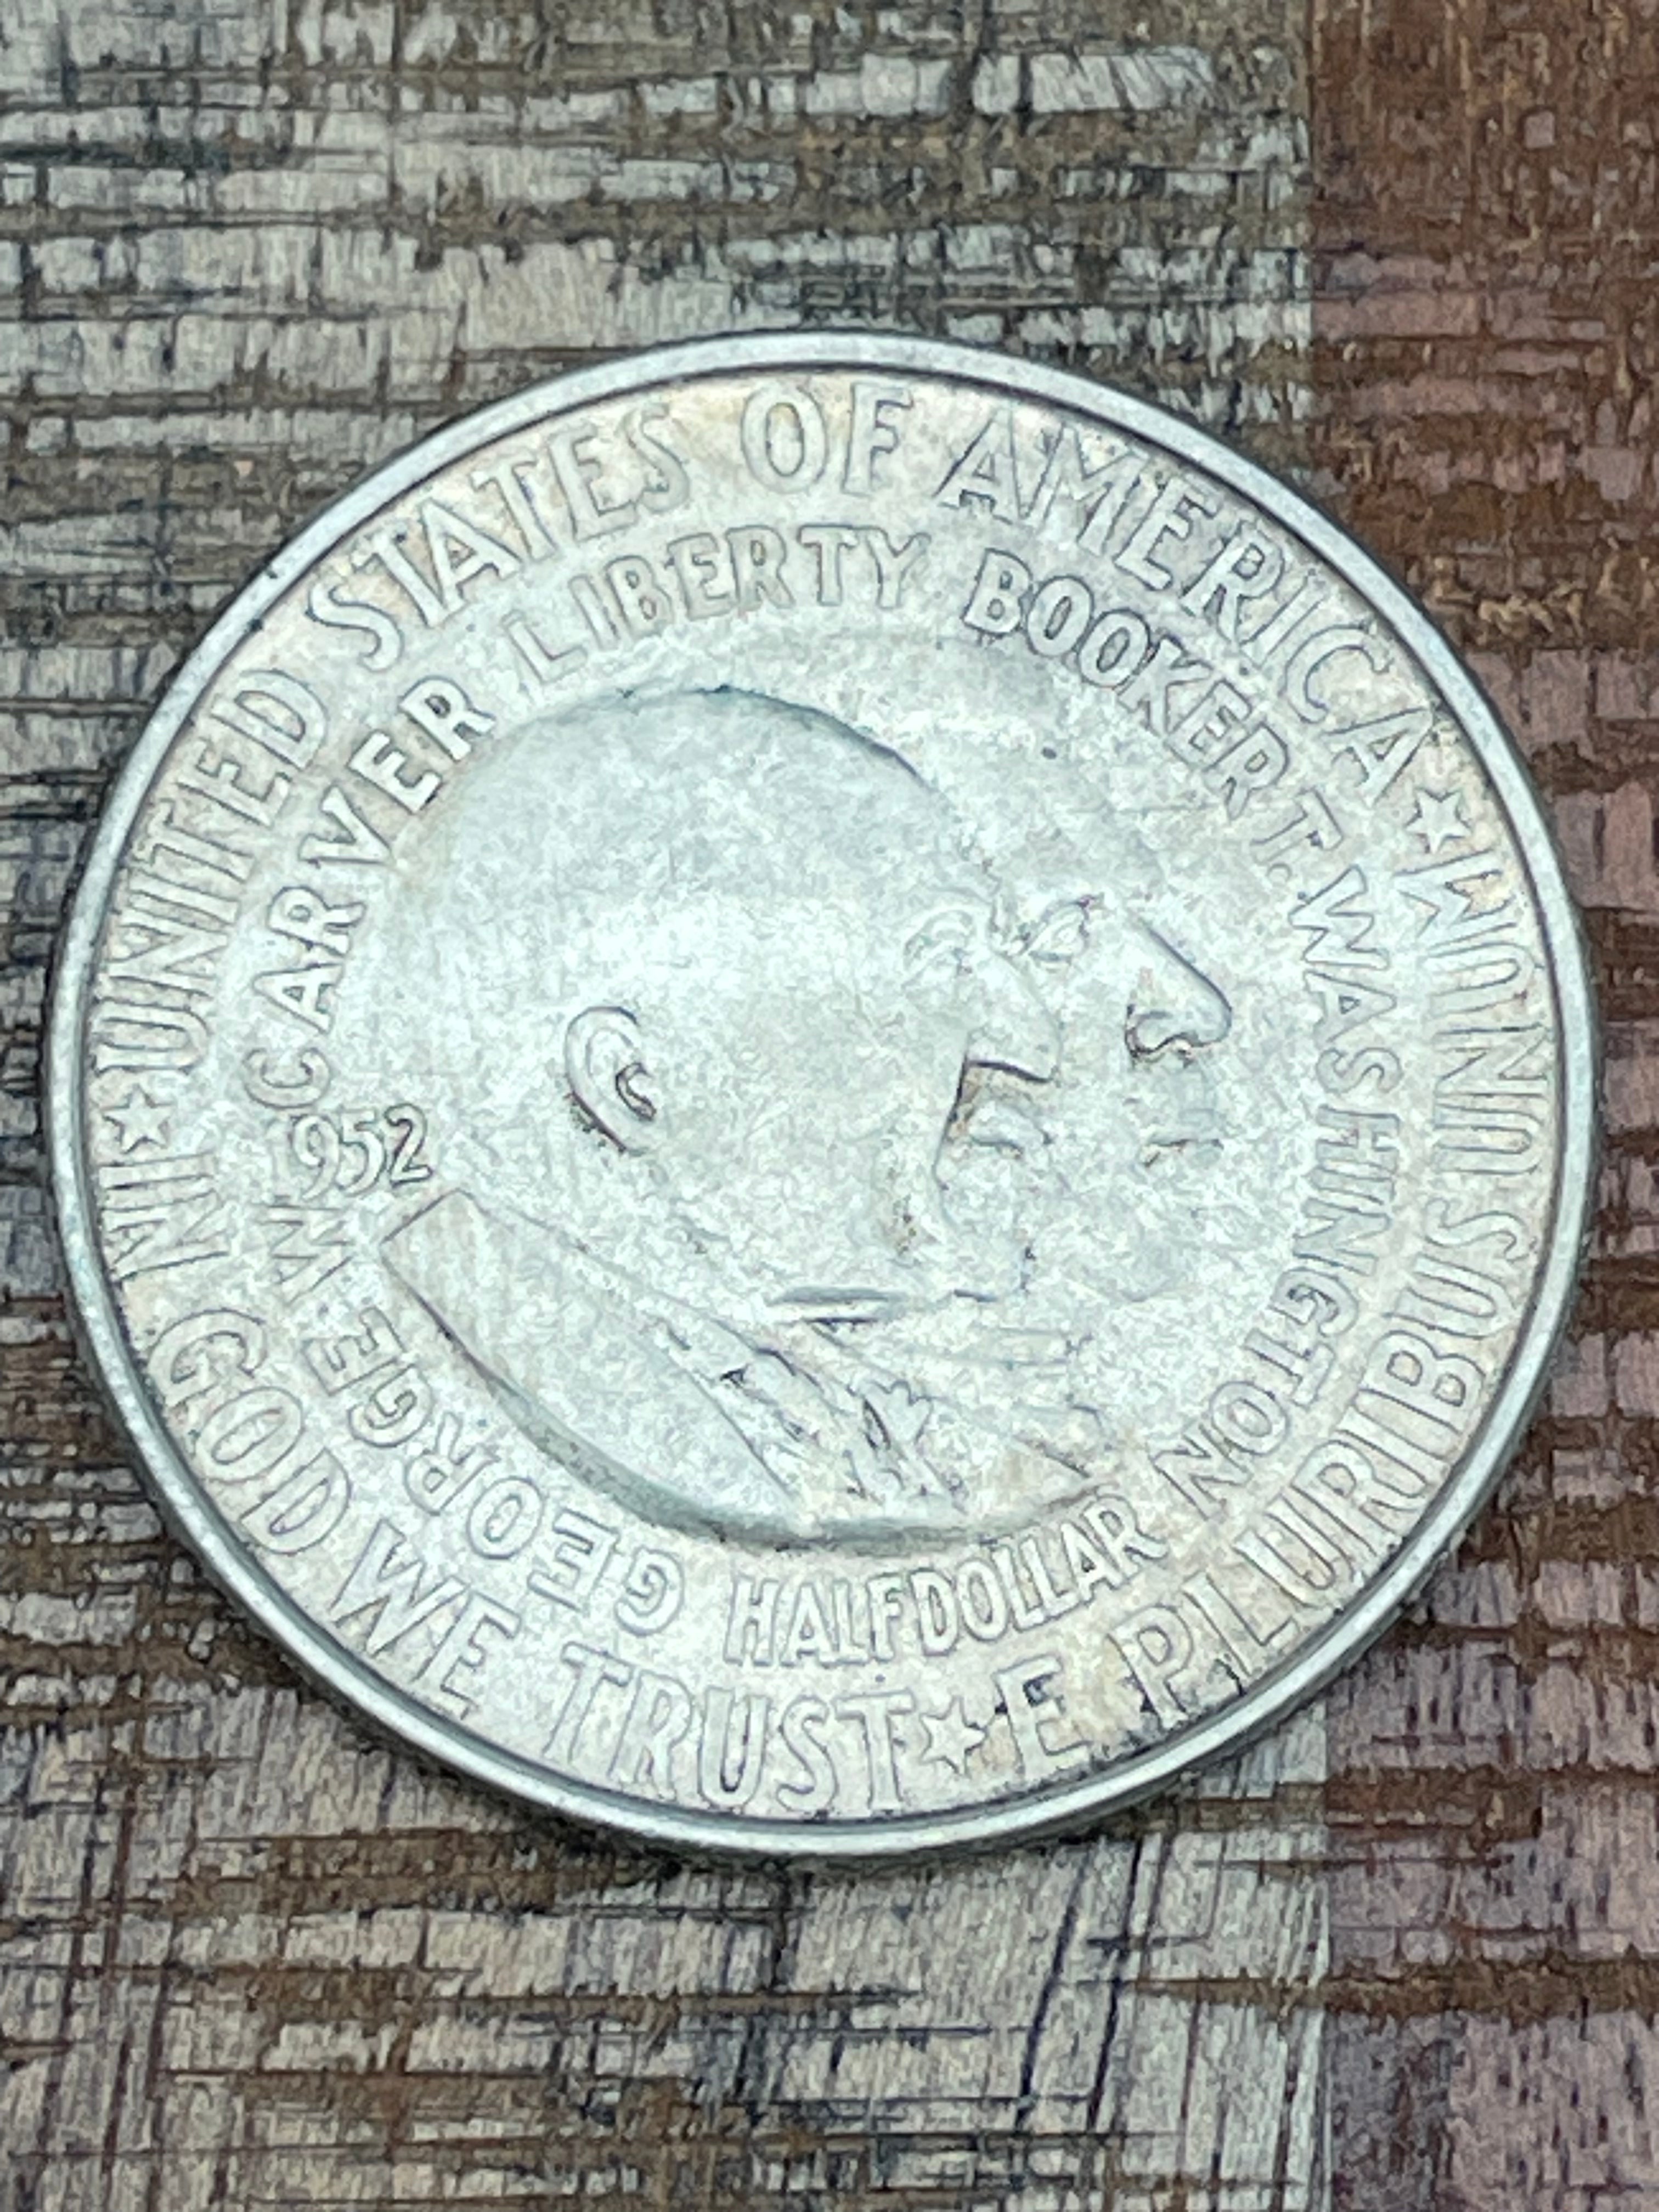 ★ UNITED STATES OF AMERICA ★
E PLURIBUS UNUM
★ IN GOD WE TRUST
LIBERTY
BOOKER T. WASHINGTON
GEORGE W CARVER
1952
HALF DOLLAR